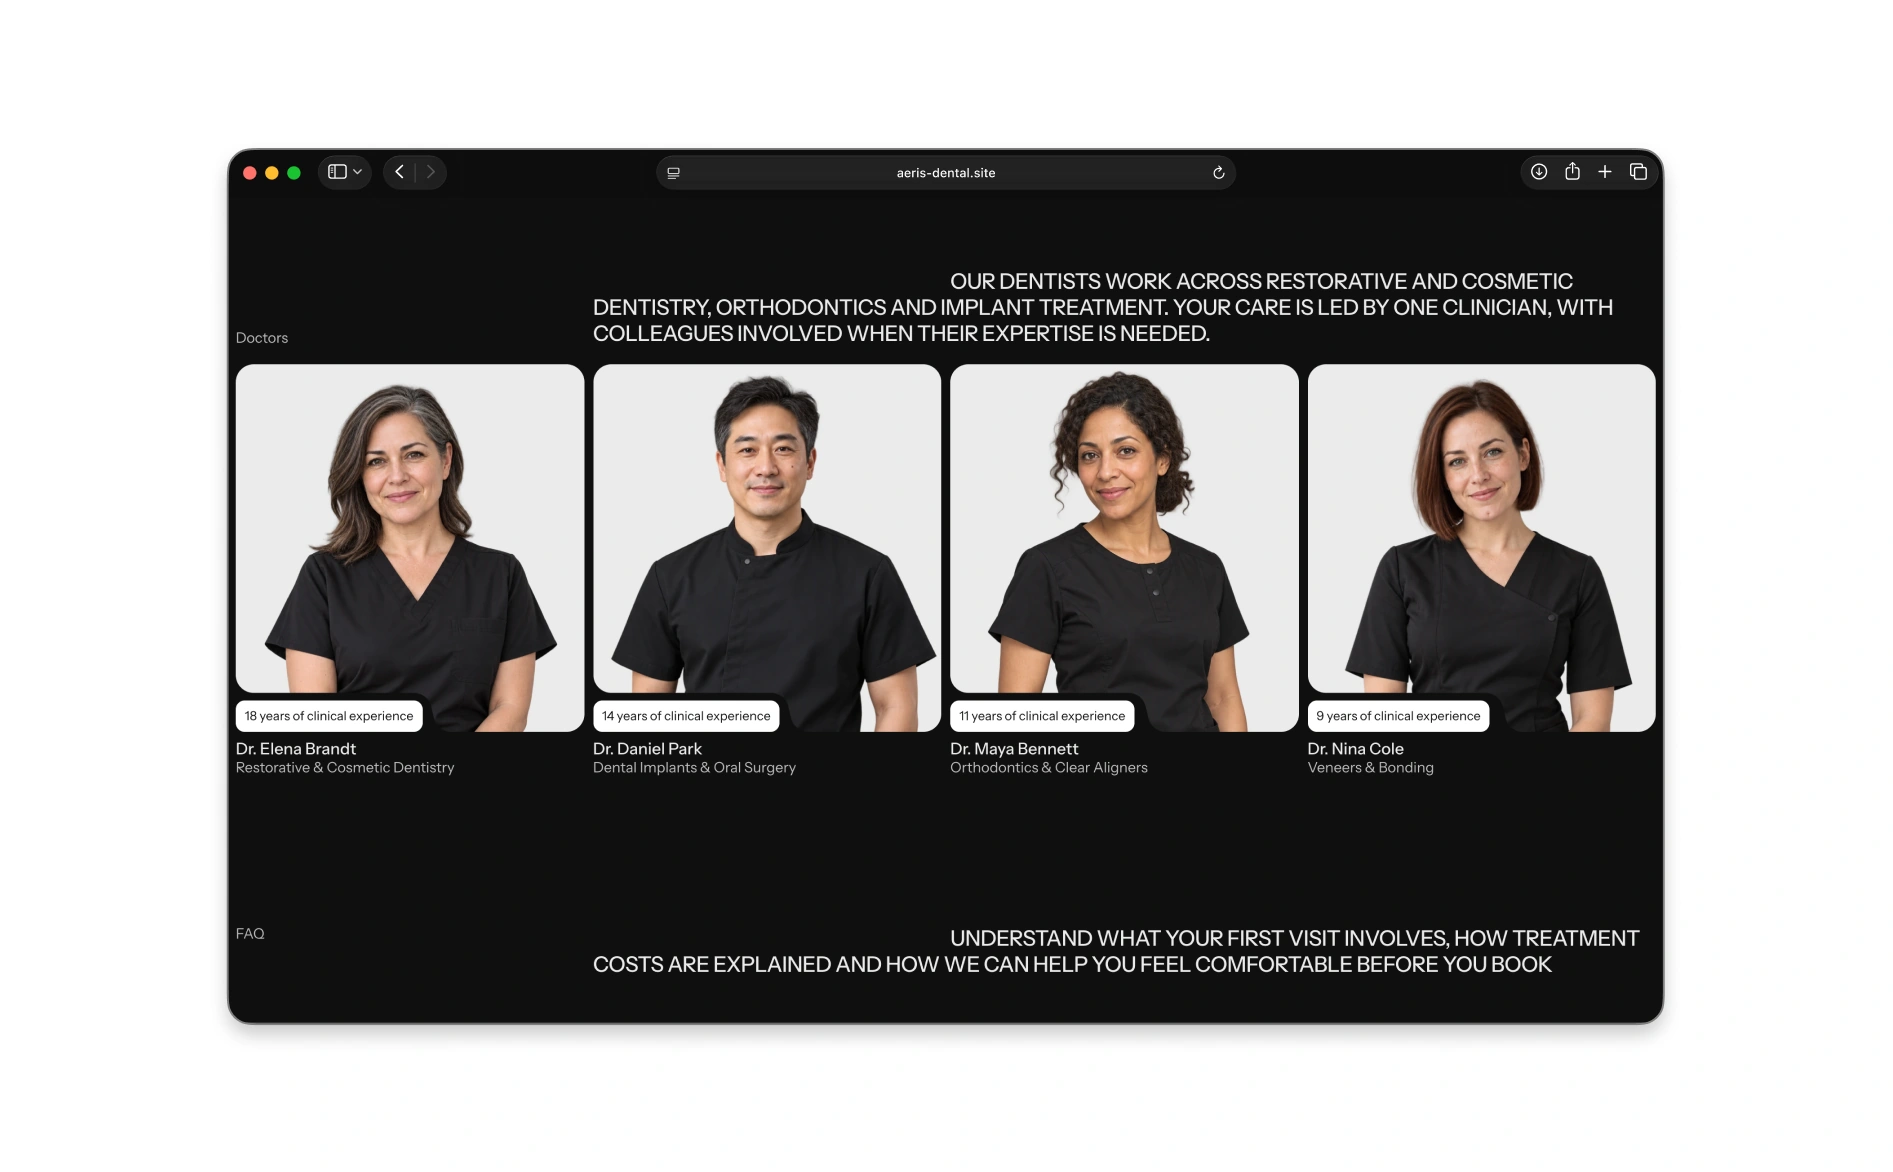 aeris-dental.site
Doctors
OUR DENTISTS WORK ACROSS RESTORATIVE AND COSMETIC
DENTISTRY, ORTHODONTICS AND IMPLANT TREATMENT. YOUR CARE IS LED BY ONE CLINICIAN, WITH
COLLEAGUES INVOLVED WHEN THEIR EXPERTISE IS NEEDED.
18 years of clinical experience
Dr. Elena Brandt
Restorative & Cosmetic Dentistry
14 years of clinical experience
Dr. Daniel Park
Dental Implants & Oral Surgery
11 years of clinical experience
Dr. Maya Bennett
Orthodontics & Clear Aligners
9 years of clinical experience
Dr. Nina Cole
Veneers & Bonding
FAQ
UNDERSTAND WHAT YOUR FIRST VISIT INVOLVES, HOW TREATMENT
COSTS ARE EXPLAINED AND HOW WE CAN HELP YOU FEEL COMFORTABLE BEFORE YOU BOOK